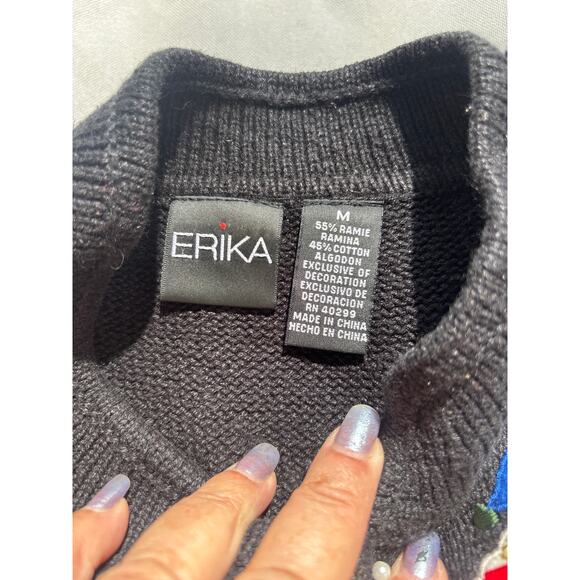 ERIKA
M
55% RAMIE
RAMINA
45% COTTON
ALGODON
EXCLUSIVE OF
DECORATION
EXCLUSIVO DE
DECORACION
RN 40299
MADE IN CHINA
HECHO EN CHINA